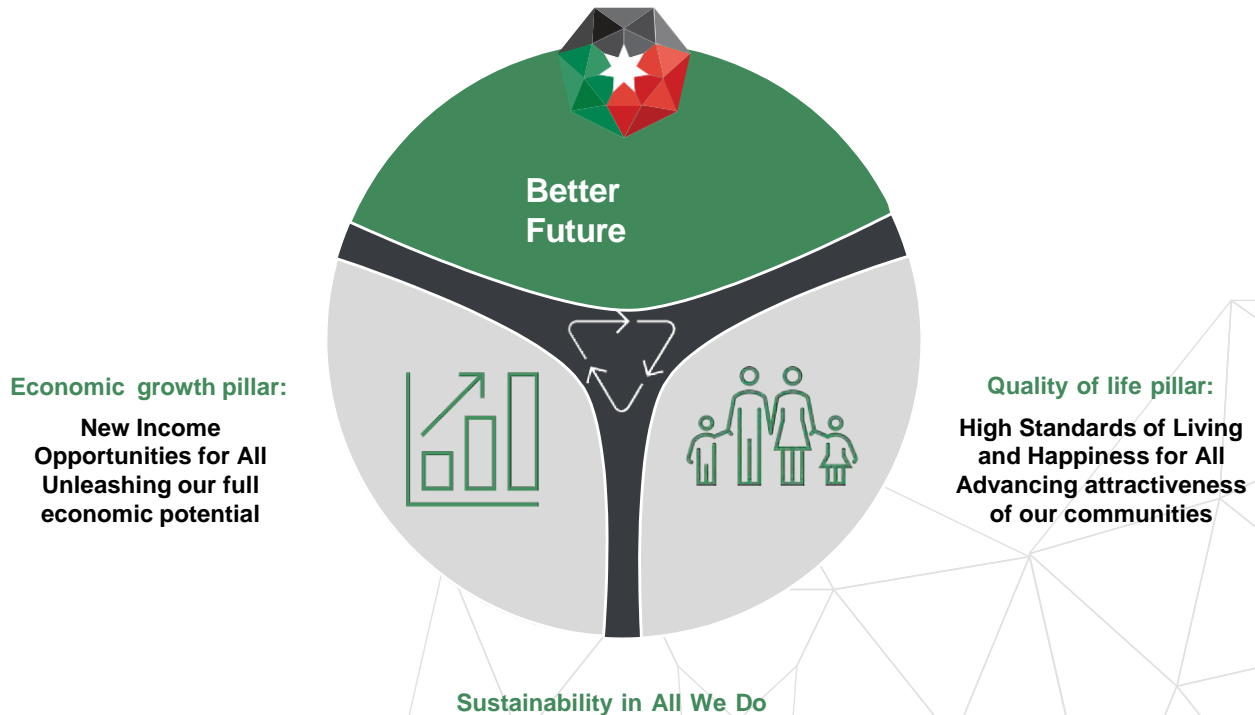 Better
Future
Economic growth pillar:
New Income
Opportunities for All
Unleashing our full
economic potential
Quality of life pillar:
High Standards of Living
and Happiness for All
Advancing attractiveness
of our communities
Sustainability in All We Do